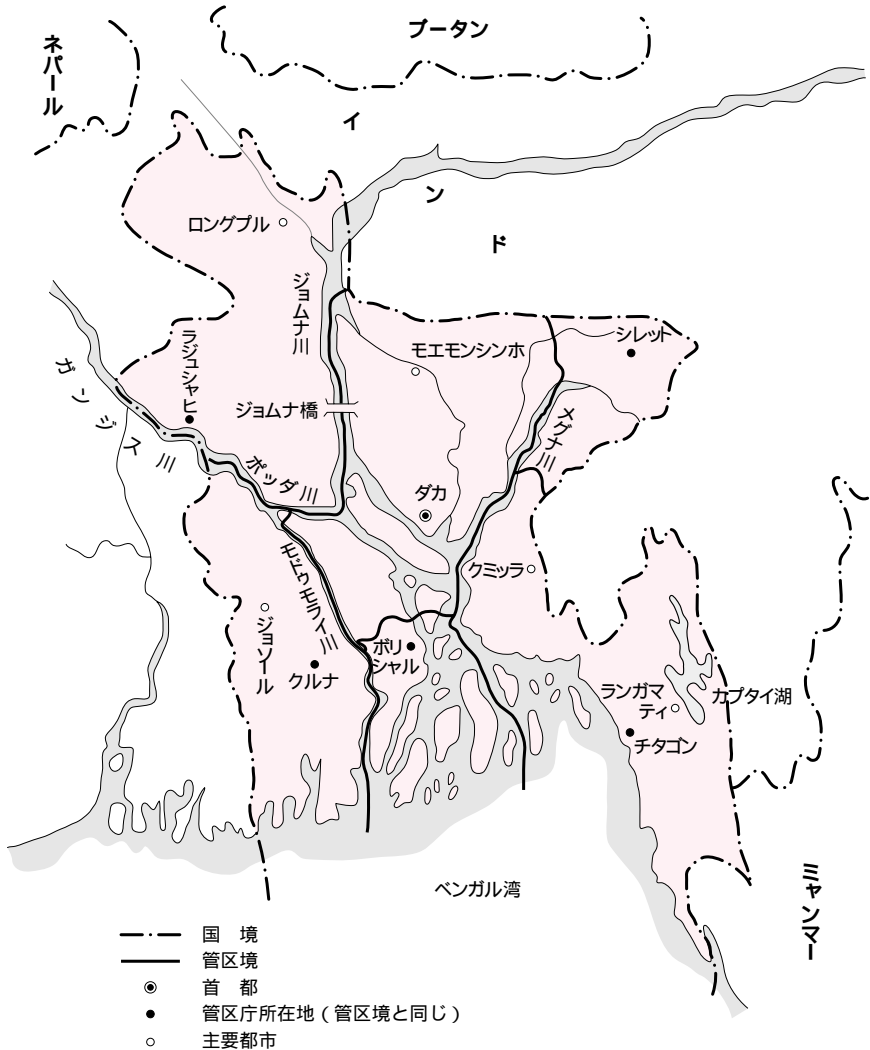 ネパール
ブータン
インド
ロングプル
ジョムナ川
ラジュシャヒ
モエモンシンホ
シレット
ガンジス川
ジョムナ橋
メグナ川
ポッダ川
ダカ
モドゥモライ川
クミッラ
ジョソール
ボリ
シャル
クルナ
ランガマ
ティ
カプタイ湖
チタゴン
ベンガル湾
ミャンマー
国　境
管区境
首　都
管区庁所在地（管区境と同じ）
主要都市